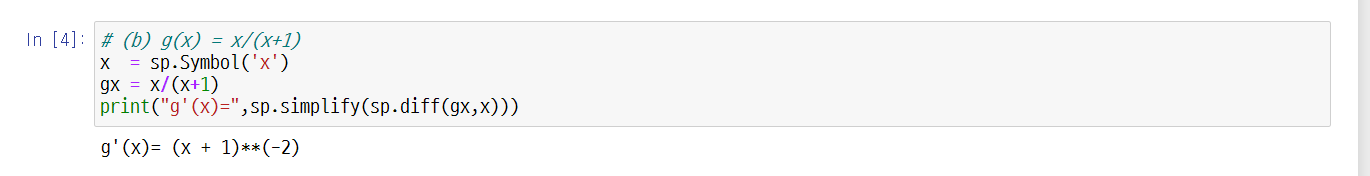 In [4]: # (b) g(x) = x/(x+1)
x  = sp.Symbol('x')
gx = x/(x+1)
print("g'(x)=",sp.simplify(sp.diff(gx,x)))
g'(x)= (x + 1)**(-2)